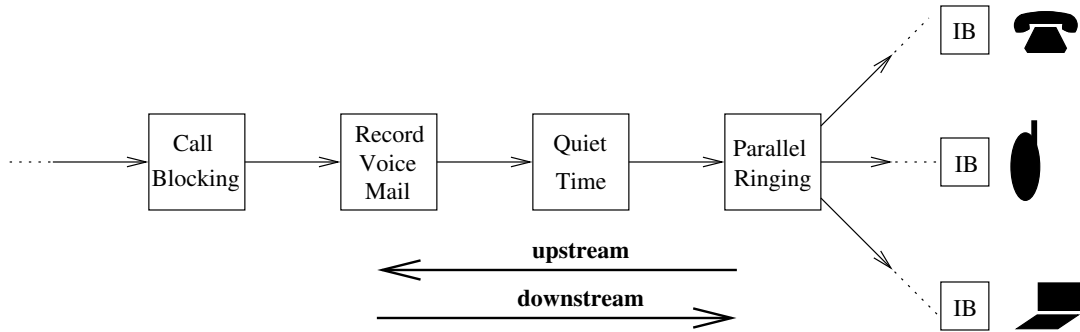 IB
Call
Blocking
Record
Voice
Mail
Quiet
Time
Parallel
Ringing
IB
upstream
downstream
IB